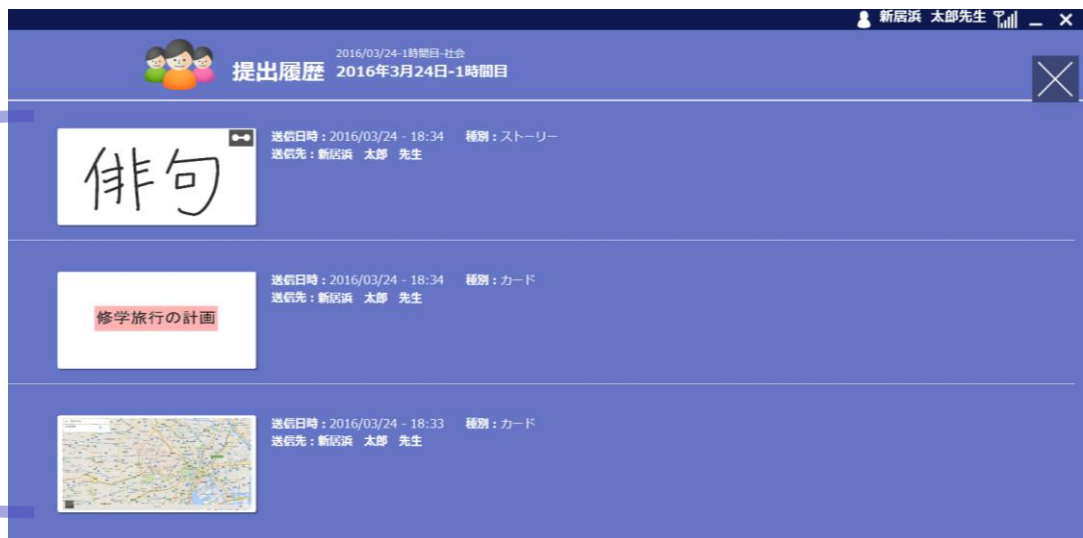 新居浜 太郎先生
2016/03/24-1時間目-社会
提出履歴 2016年3月24日-1時間目
俳句
送信日時:2016/03/24 - 18:34 種別:ストーリー
送信先:新居浜 太郎 先生
修学旅行の計画
送信日時:2016/03/24 - 18:34 種別:カード
送信先:新居浜 太郎 先生
送信日時:2016/03/24 - 18:33 種別:カード
送信先:新居浜 太郎 先生